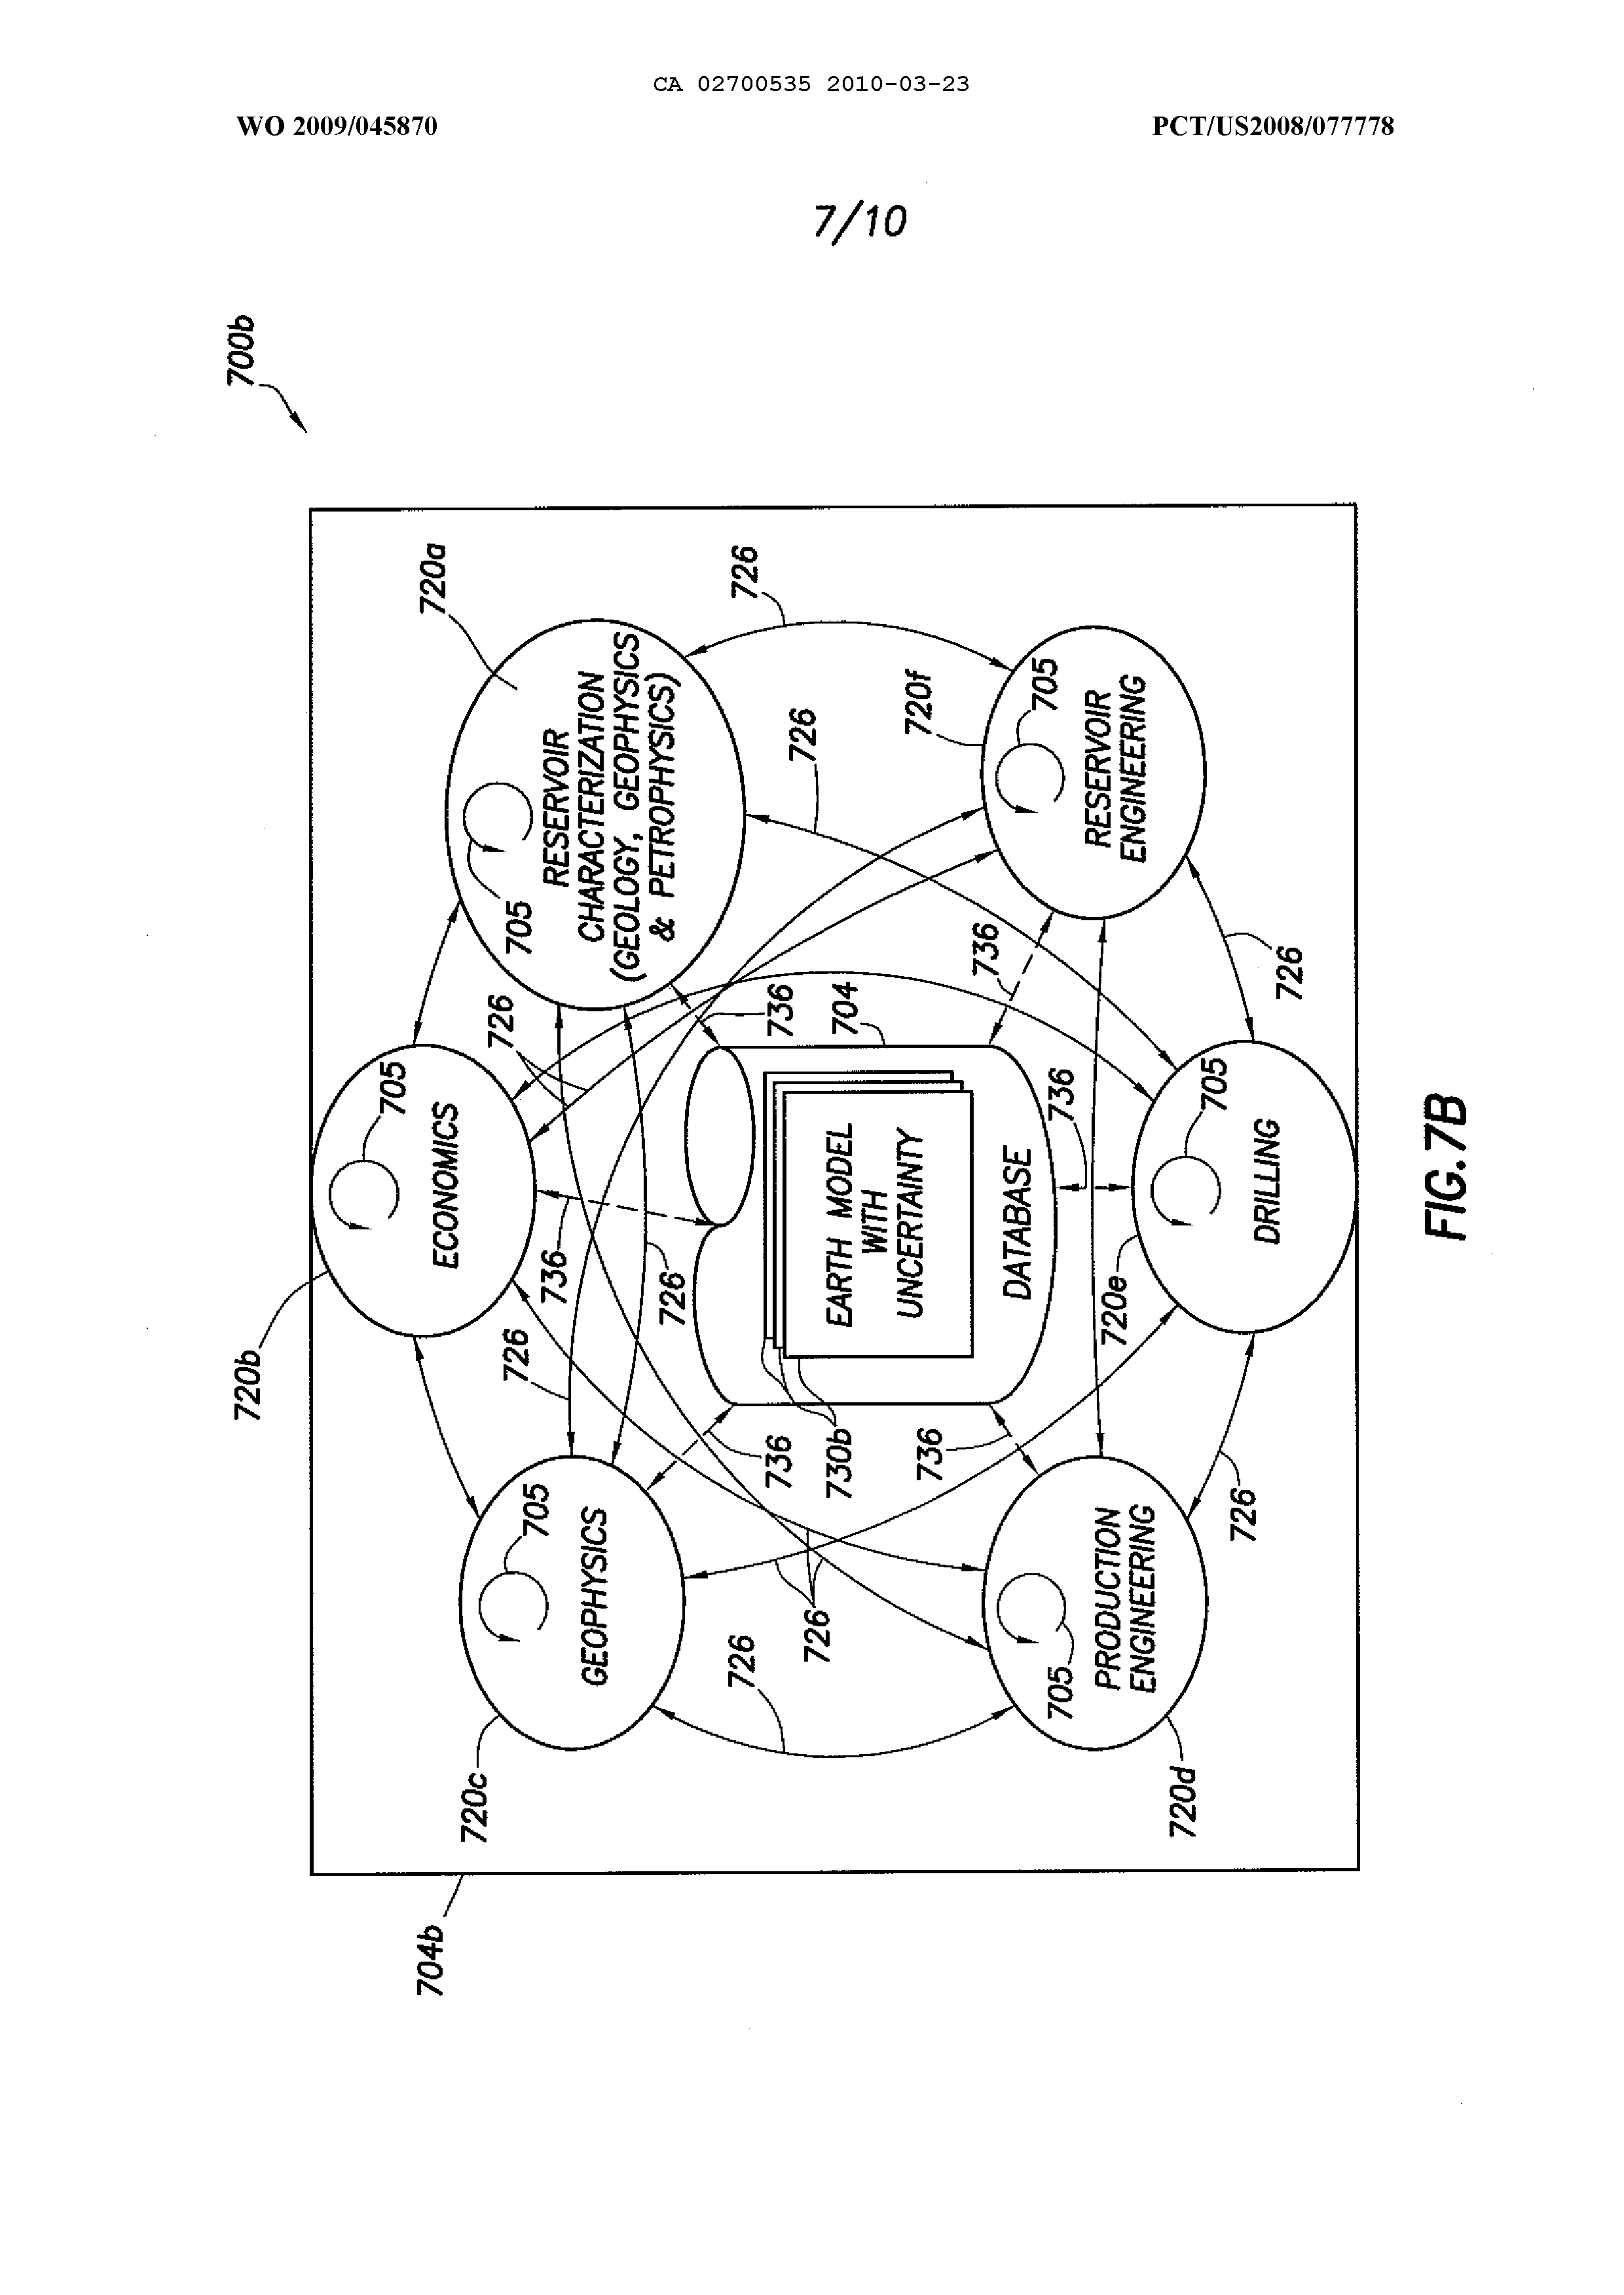 CA 02700535 2010-03-23
WO 2009/045870
PCT/US2008/077778
7/10
700b
704b
720b
705
ECONOMICS
720c
705
GEOPHYSICS
720a
705
RESERVOIR
CHARACTERIZATION
(GEOLOGY, GEOPHYSICS
& PETROPHYSICS)
726
726
726
726
726
726
726
726
726
736
736
736
736
736
736
704
730b
EARTH MODEL
WITH
UNCERTAINTY
DATABASE
720f
705
RESERVOIR
ENGINEERING
720d
705
PRODUCTION
ENGINEERING
720e
705
DRILLING
FIG.7B